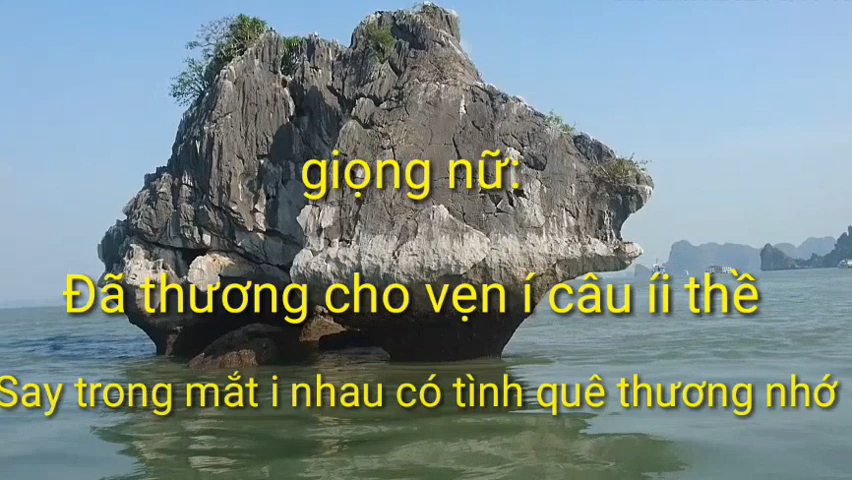 giọng nữ:
Đã thương cho vẹn í câu íi thề
Say trong mắt i nhau có tình quê thương nhớ